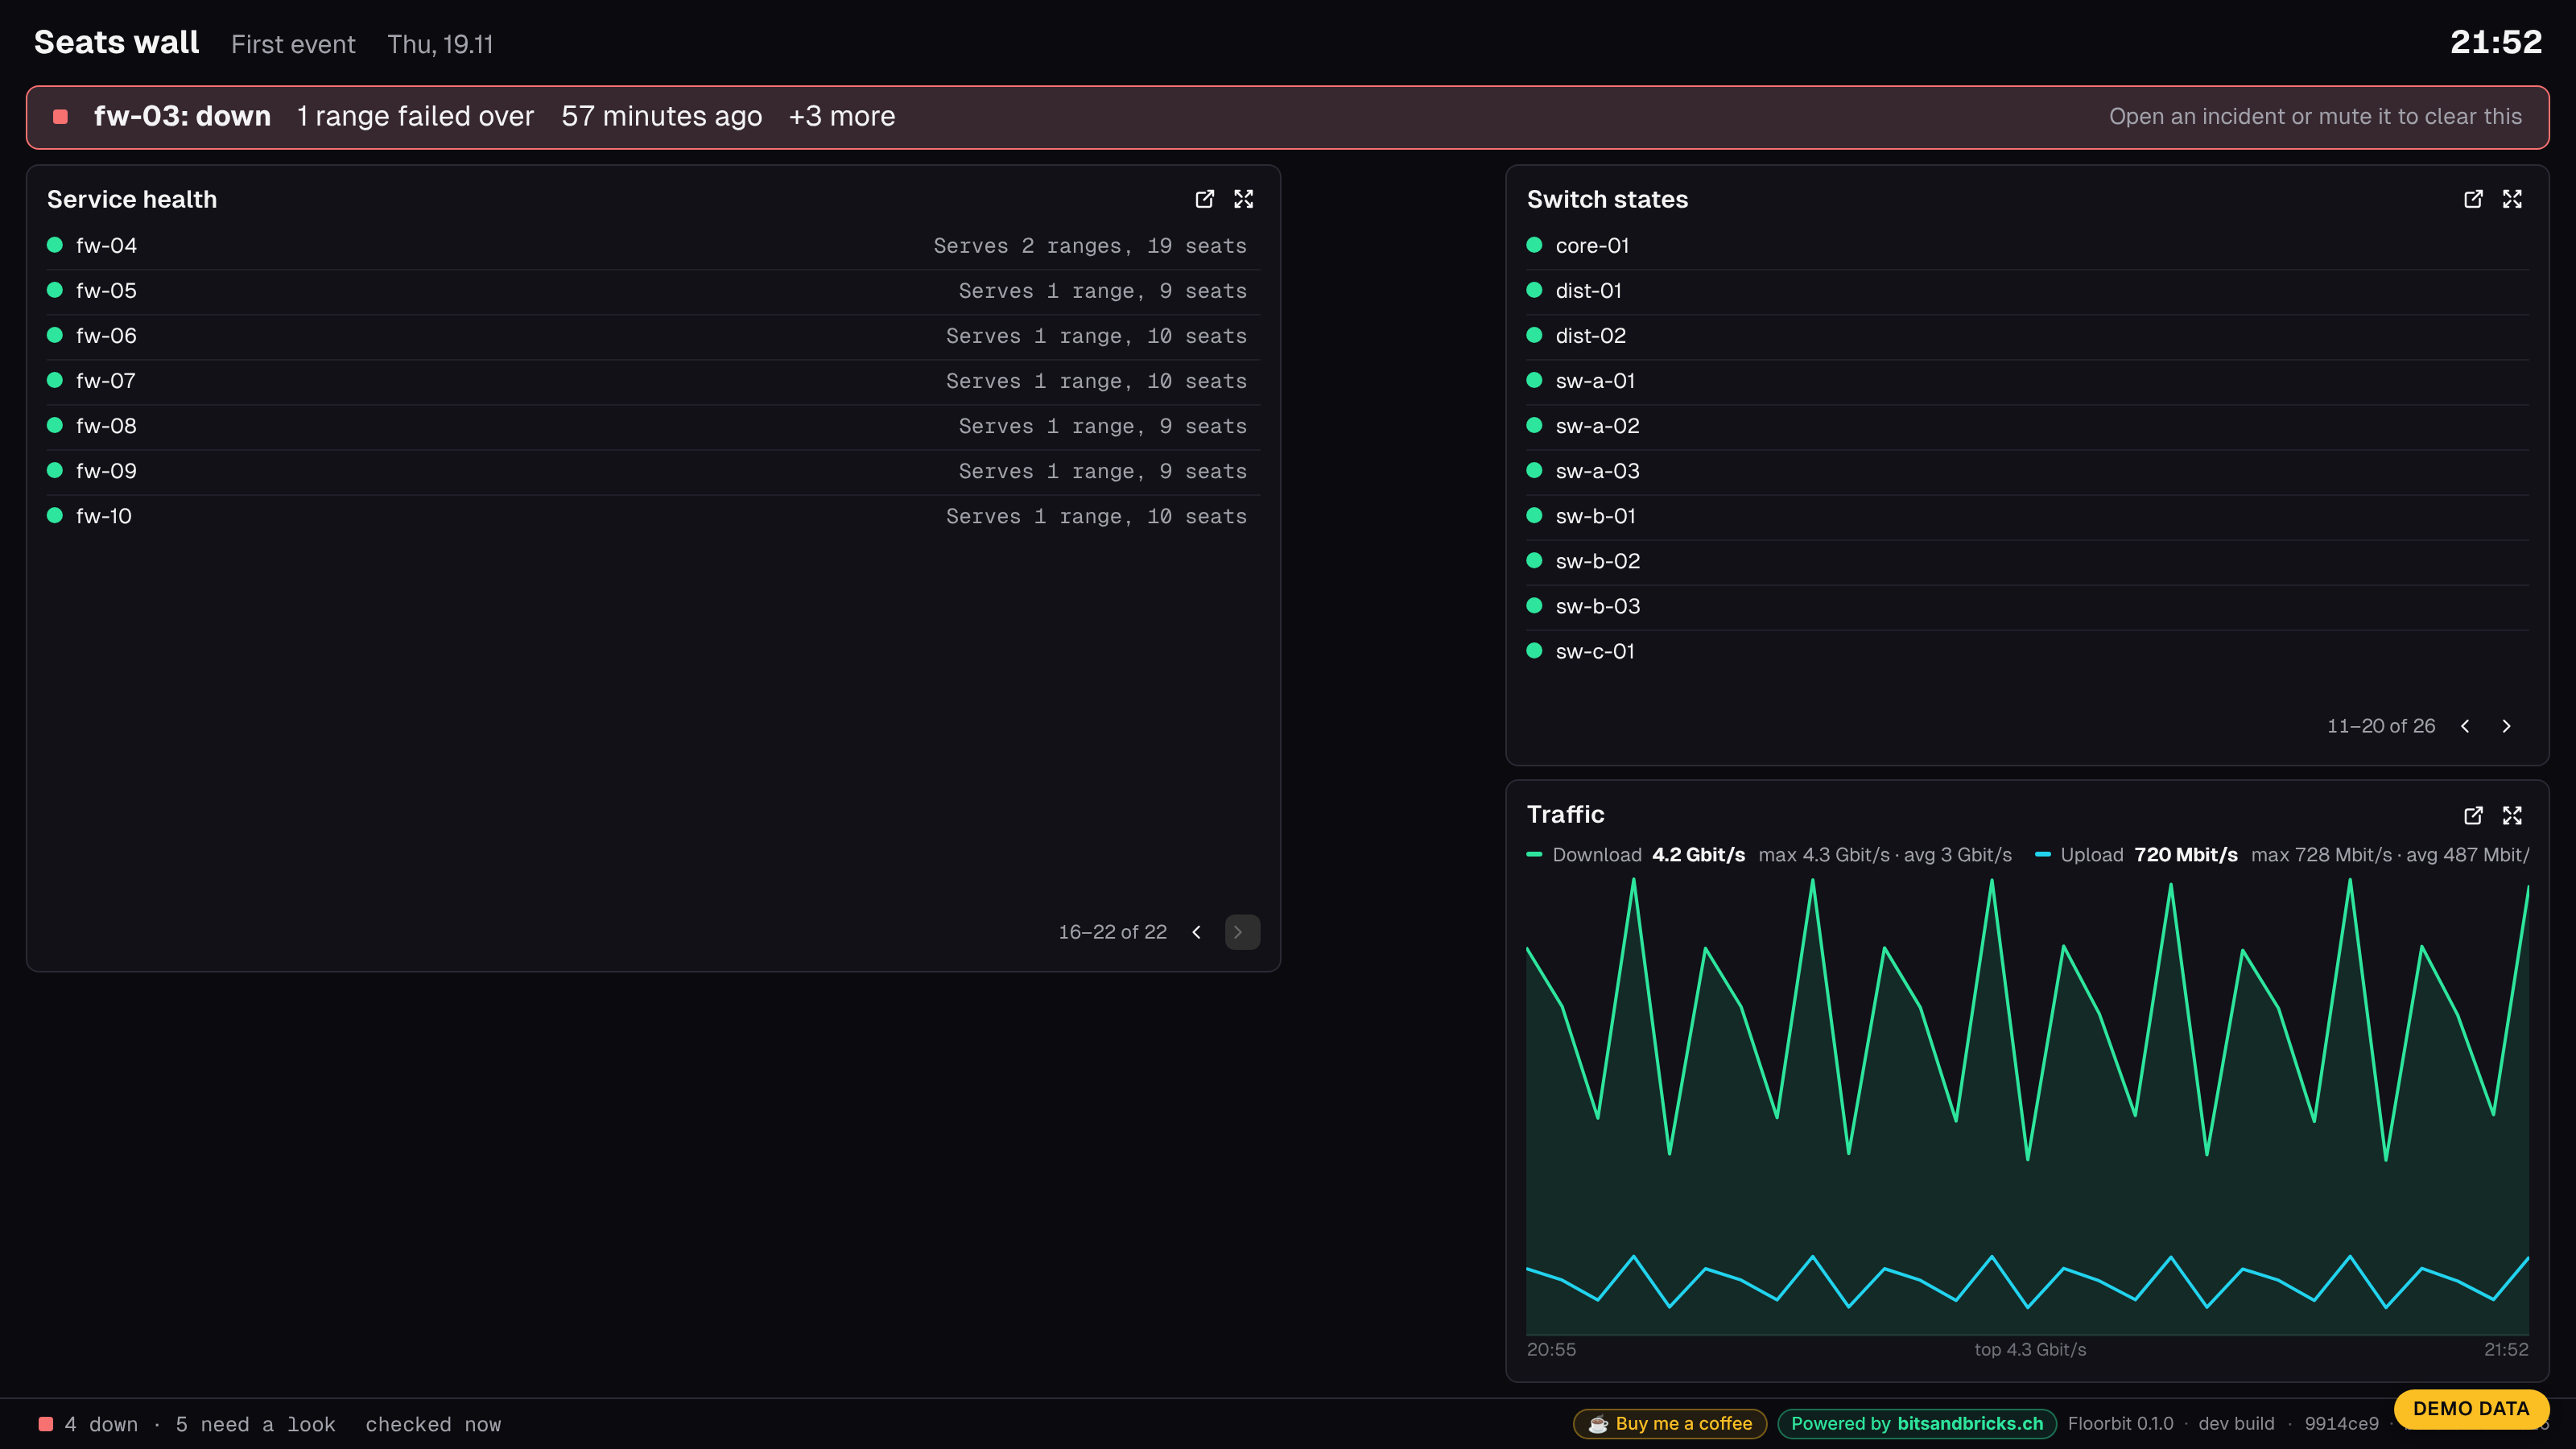 Seats wall First event Thu, 19.11 21:52
fw-03: down 1 range failed over 57 minutes ago +3 more Open an incident or mute it to clear this
Service health
fw-04 Serves 2 ranges, 19 seats
fw-05 Serves 1 range, 9 seats
fw-06 Serves 1 range, 10 seats
fw-07 Serves 1 range, 10 seats
fw-08 Serves 1 range, 9 seats
fw-09 Serves 1 range, 9 seats
fw-10 Serves 1 range, 10 seats
16–22 of 22
Switch states
core-01
dist-01
dist-02
sw-a-01
sw-a-02
sw-a-03
sw-b-01
sw-b-02
sw-b-03
sw-c-01
11–20 of 26
Traffic
Download 4.2 Gbit/s max 4.3 Gbit/s · avg 3 Gbit/s Upload 720 Mbit/s max 728 Mbit/s · avg 487 Mbit/
20:55 top 4.3 Gbit/s 21:52
4 down · 5 need a look checked now
☕ Buy me a coffee Powered by bitsandbricks.ch Floorbit 0.1.0 · dev build · 9914ce9 ·
DEMO DATA